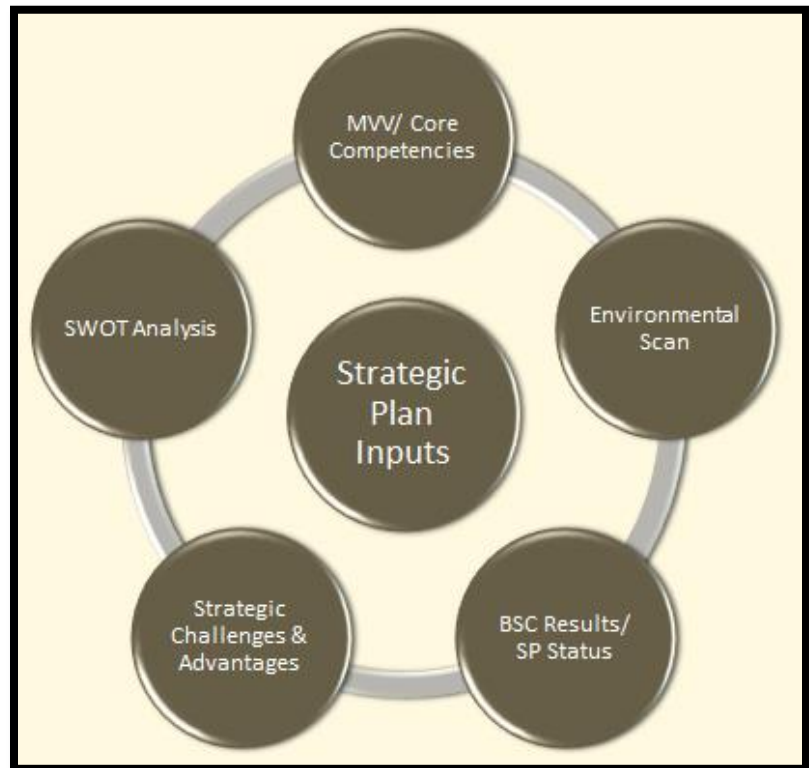 MVV/ Core
Competencies
Environmental
Scan
BSC Results/
SP Status
Strategic
Challenges &
Advantages
SWOT Analysis
Strategic
Plan
Inputs